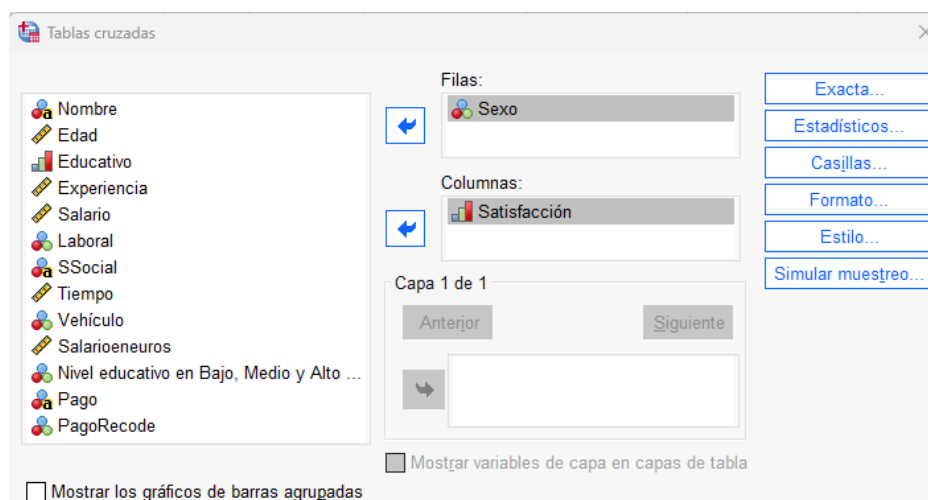 Tablas cruzadas
Nombre
Edad
Educativo
Experiencia
Salario
Laboral
SSocial
Tiempo
Vehículo
Salarioeneuros
Nivel educativo en Bajo, Medio y Alto ...
Pago
PagoRecode
Mostrar los gráficos de barras agrupadas
Filas:
Sexo
Columnas:
Satisfacción
Capa 1 de 1
Anterior
Siguiente
Mostrar variables de capa en capas de tabla
Exacta...
Estadísticos...
Casillas...
Formato...
Estilo...
Simular muestreo...